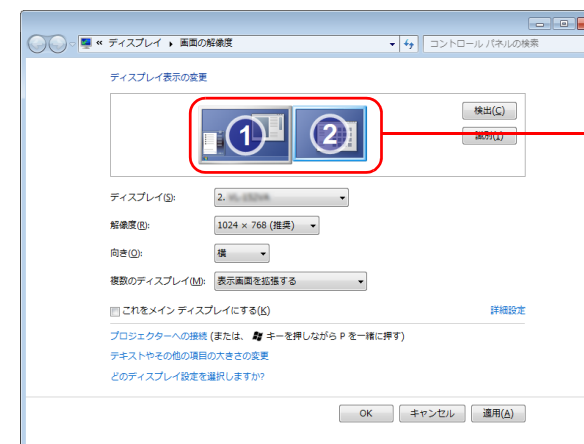 « ディスプレイ ▸ 画面の解像度
コントロール パネルの検索
ディスプレイ表示の変更
1 2
検出(C)
識別(I)
ディスプレイ(S): 2.
解像度(R): 1024 × 768 (推奨)
向き(O): 横
複数のディスプレイ(M): 表示画面を拡張する
これをメイン ディスプレイにする(K) 詳細設定
プロジェクターへの接続 (または、 キーを押しながら P を一緒に押す)
テキストやその他の項目の大きさの変更
どのディスプレイ設定を選択しますか?
OK キャンセル 適用(A)